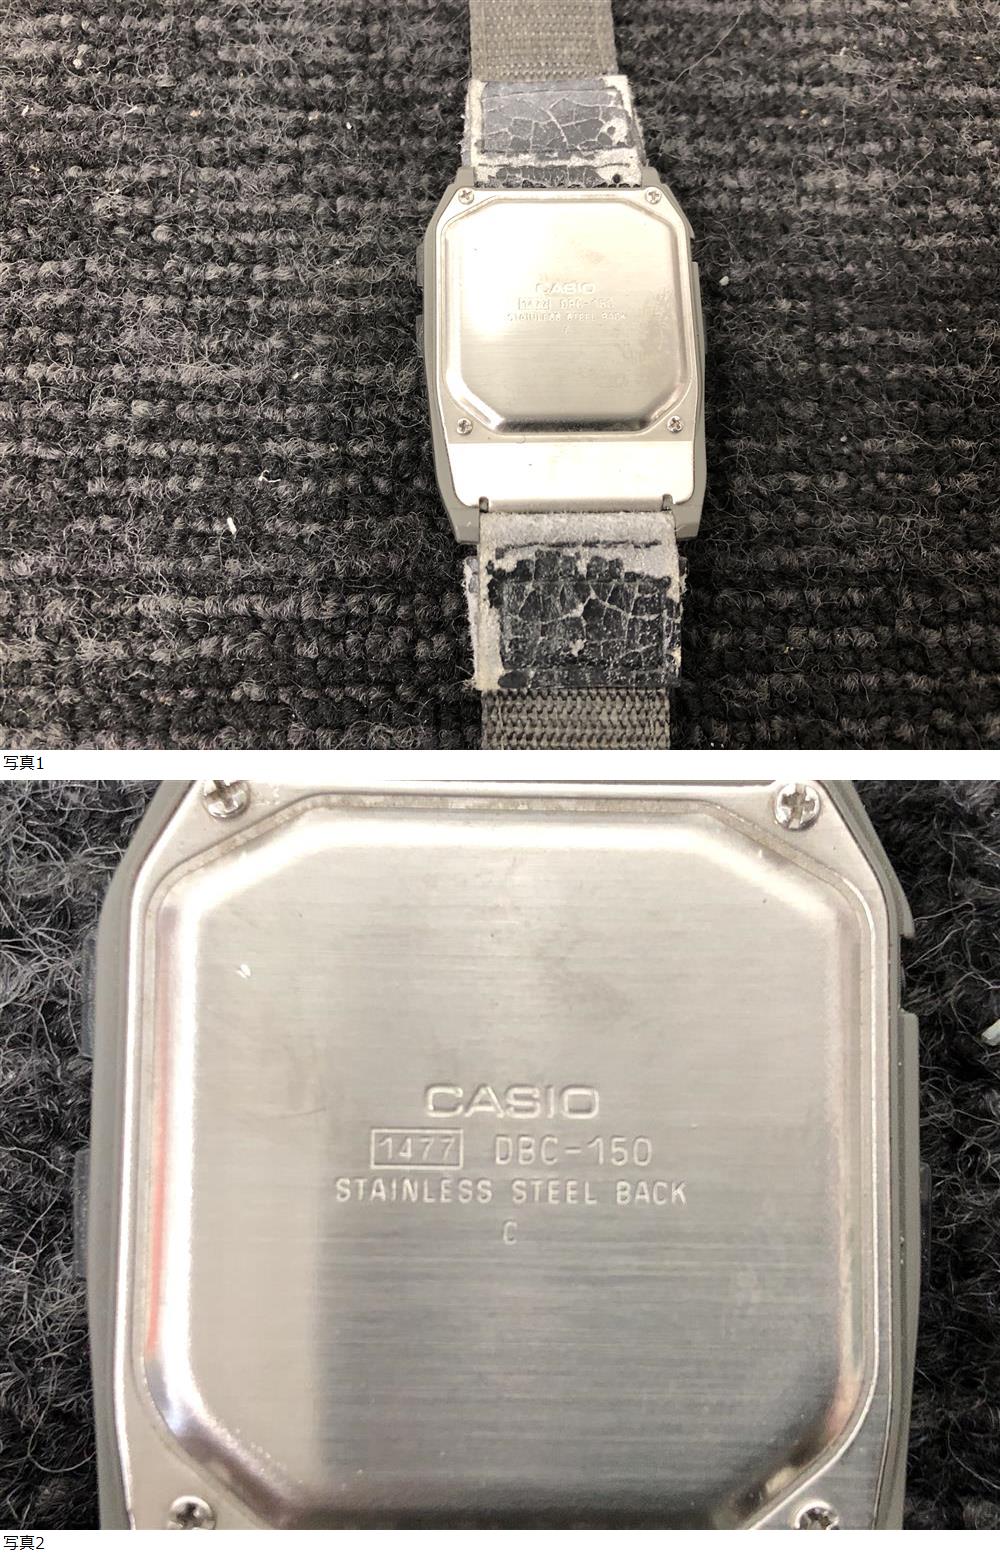 CASIO
1477 DBC-150
STAINLESS STEEL BACK
写真1
CASIO
1477 DBC-150
STAINLESS STEEL BACK
C
写真2